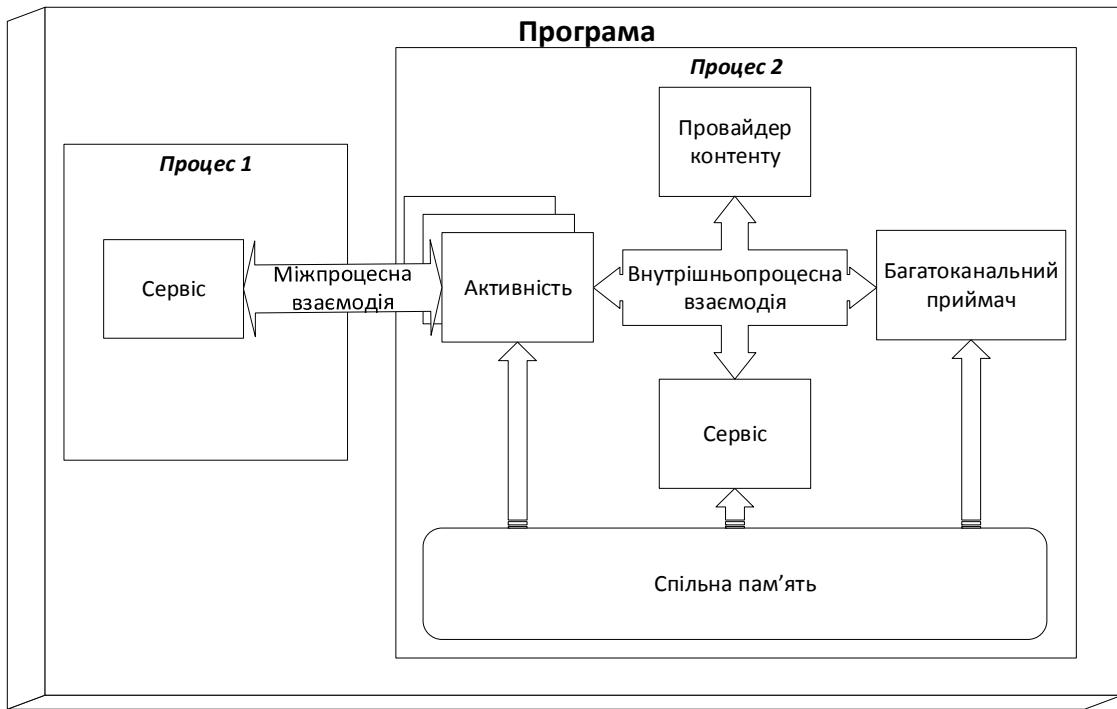 Програма
Процес 2
Провайдер
контенту
Процес 1
Сервіс
Міжпроцесна
взаємодія
Активність
Внутрішньопроцесна
взаємодія
Багатоканальний
приймач
Сервіс
Спільна пам’ять